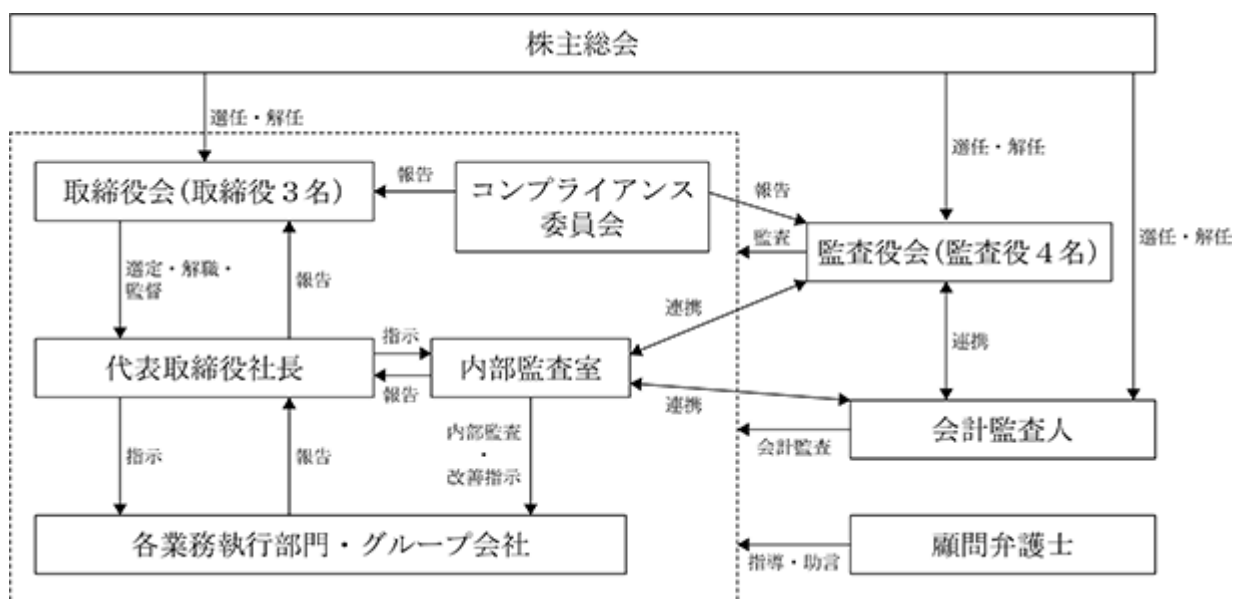 株主総会
選任・解任
選任・解任
選任・解任
取締役会(取締役3名)
報告
コンプライアンス
委員会
報告
監査
監査役会(監査役4名)
選定・解職・
監督
報告
連携
連携
代表取締役社長
指示
報告
内部監査室
連携
会計監査人
会計監査
指示
報告
内部監査
・
改善指示
各業務執行部門・グループ会社
指導・助言
顧問弁護士